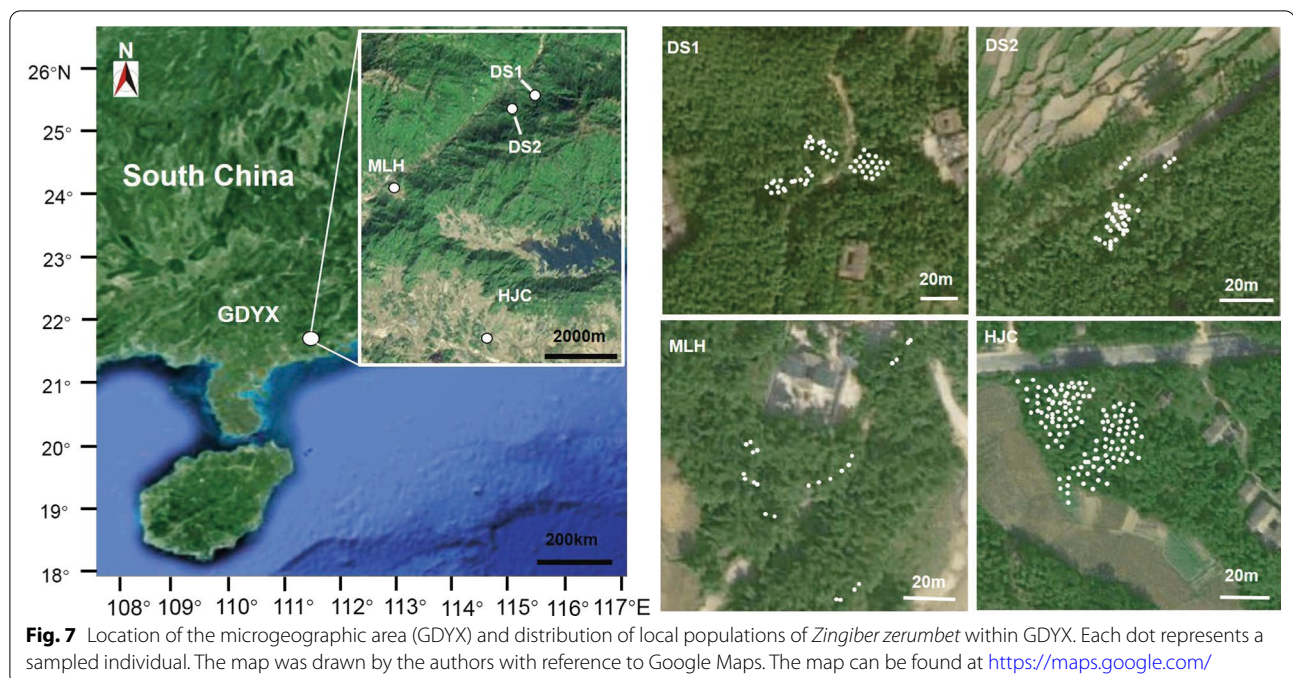 N
26°N
25°
24°
23°
22°
21°
20°
19°
18°
South China
GDYX
108° 109° 110° 111° 112° 113° 114° 115° 116° 117°E
200km
DS1
DS2
MLH
HJC
2000m
DS1
20m
DS2
20m
MLH
20m
HJC
20m
Fig. 7 Location of the microgeographic area (GDYX) and distribution of local populations of Zingiber zerumbet within GDYX. Each dot represents a
sampled individual. The map was drawn by the authors with reference to Google Maps. The map can be found at https://maps.google.com/